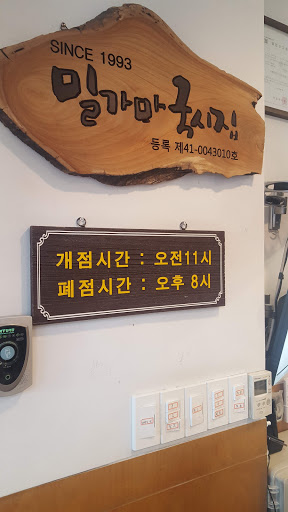 SINCE 1993
밀가마국시집
등록 제41-0043010호
개점시간 : 오전11시
폐점시간 : 오후 8시